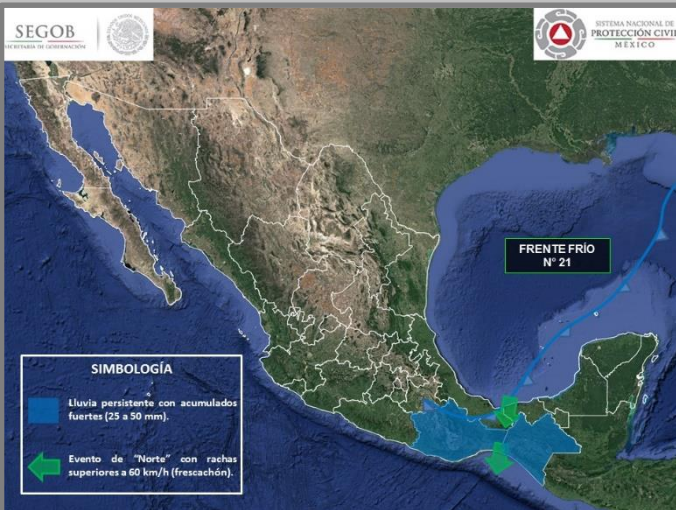 SEGOB
SECRETARÍA DE GOBERNACIÓN
SISTEMA NACIONAL DE
PROTECCIÓN CIVIL
MÉXICO
FRENTE FRÍO
N° 21
SIMBOLOGÍA
Lluvia persistente con acumulados
fuertes (25 a 50 mm).
Evento de “Norte” con rachas
superiores a 60 km/h (frescachón).